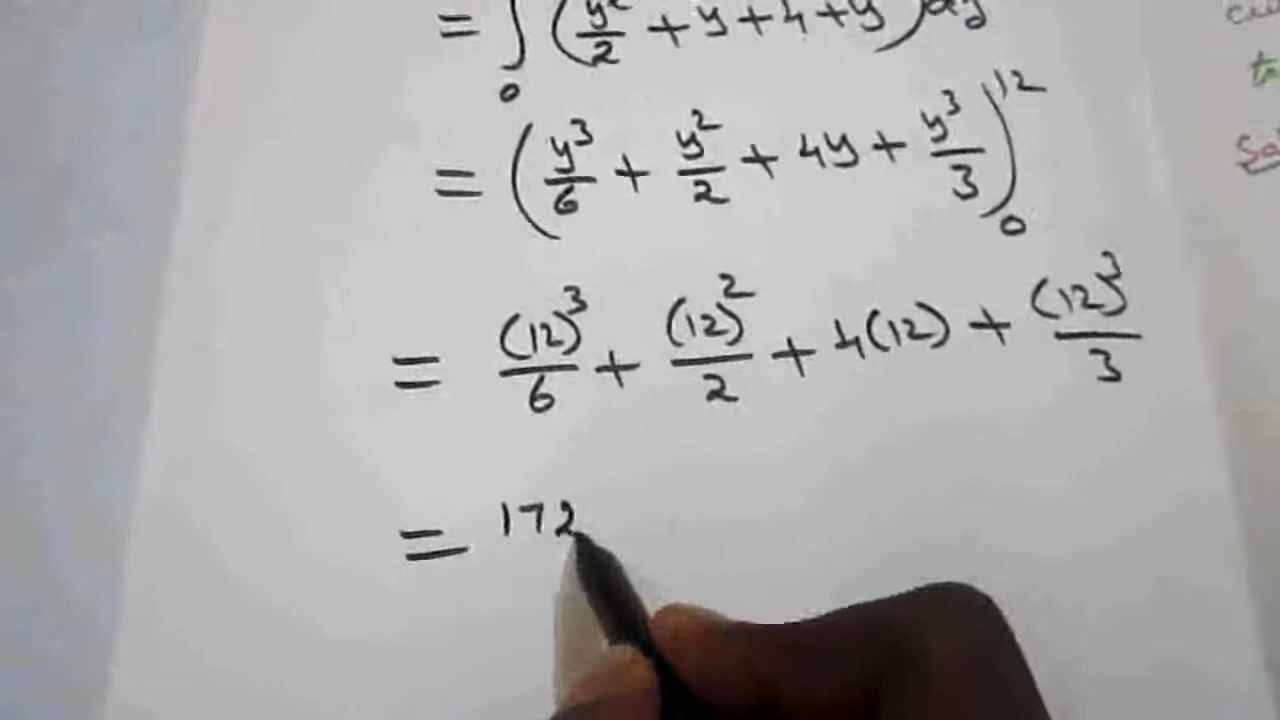 = ∫₀ (y²/2 + y + 4 + y ) dy
= (y³/6 + y²/2 + 4y + y³/3)₀¹²
= (12)³/6 + (12)²/2 + 4(12) + (12)³/3
= 172